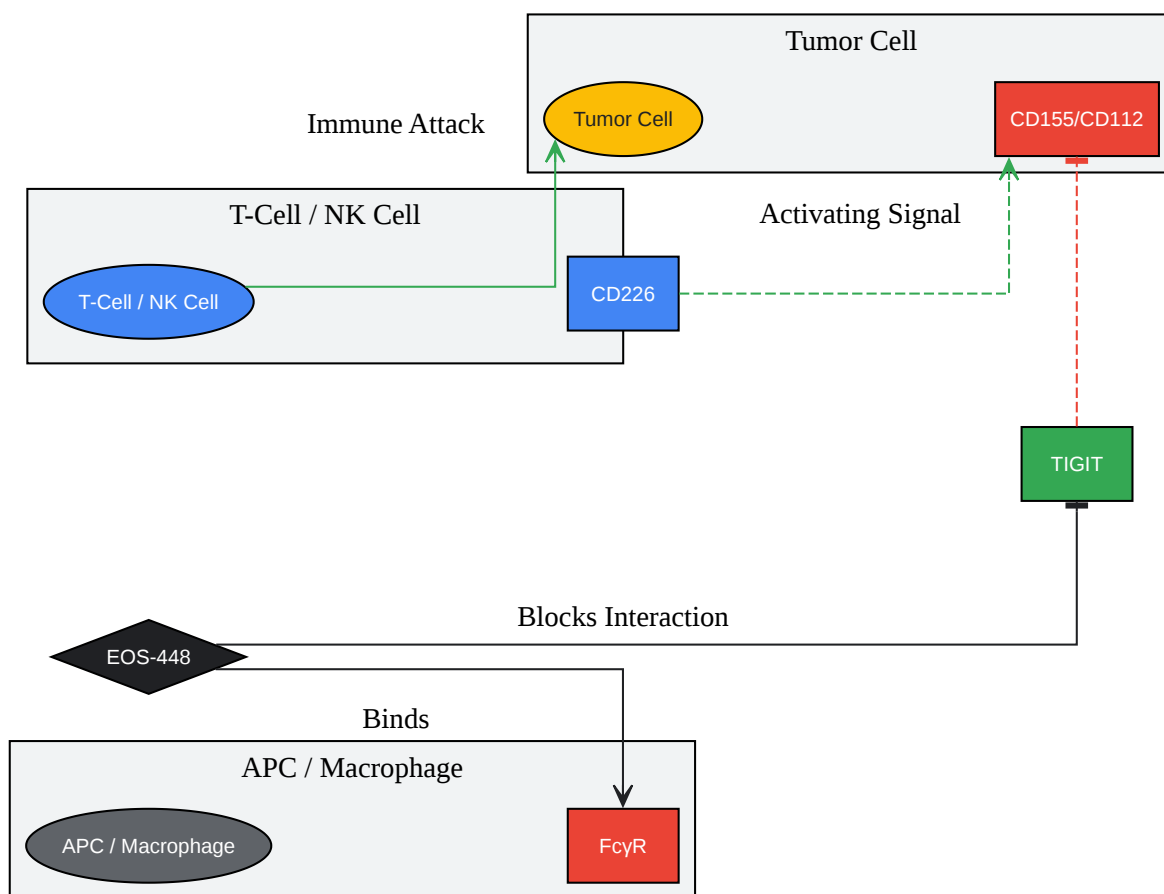 Tumor Cell
Immune Attack
Tumor Cell
CD155/CD112
T-Cell / NK Cell
Activating Signal
T-Cell / NK Cell
CD226
TIGIT
Blocks Interaction
EOS-448
Binds
APC / Macrophage
APC / Macrophage
FcγR